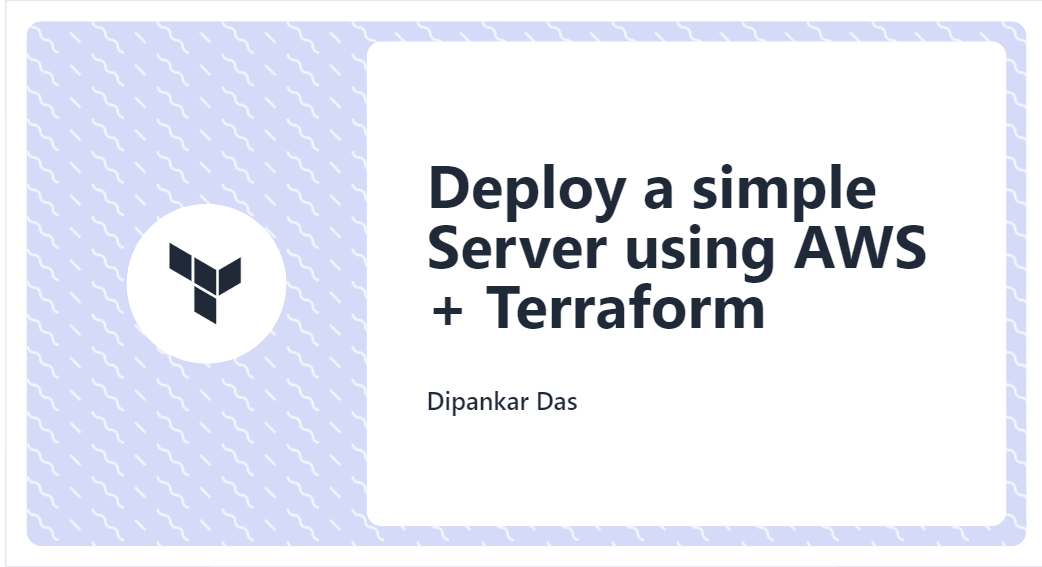 Deploy a simple
Server using AWS
+ Terraform
Dipankar Das